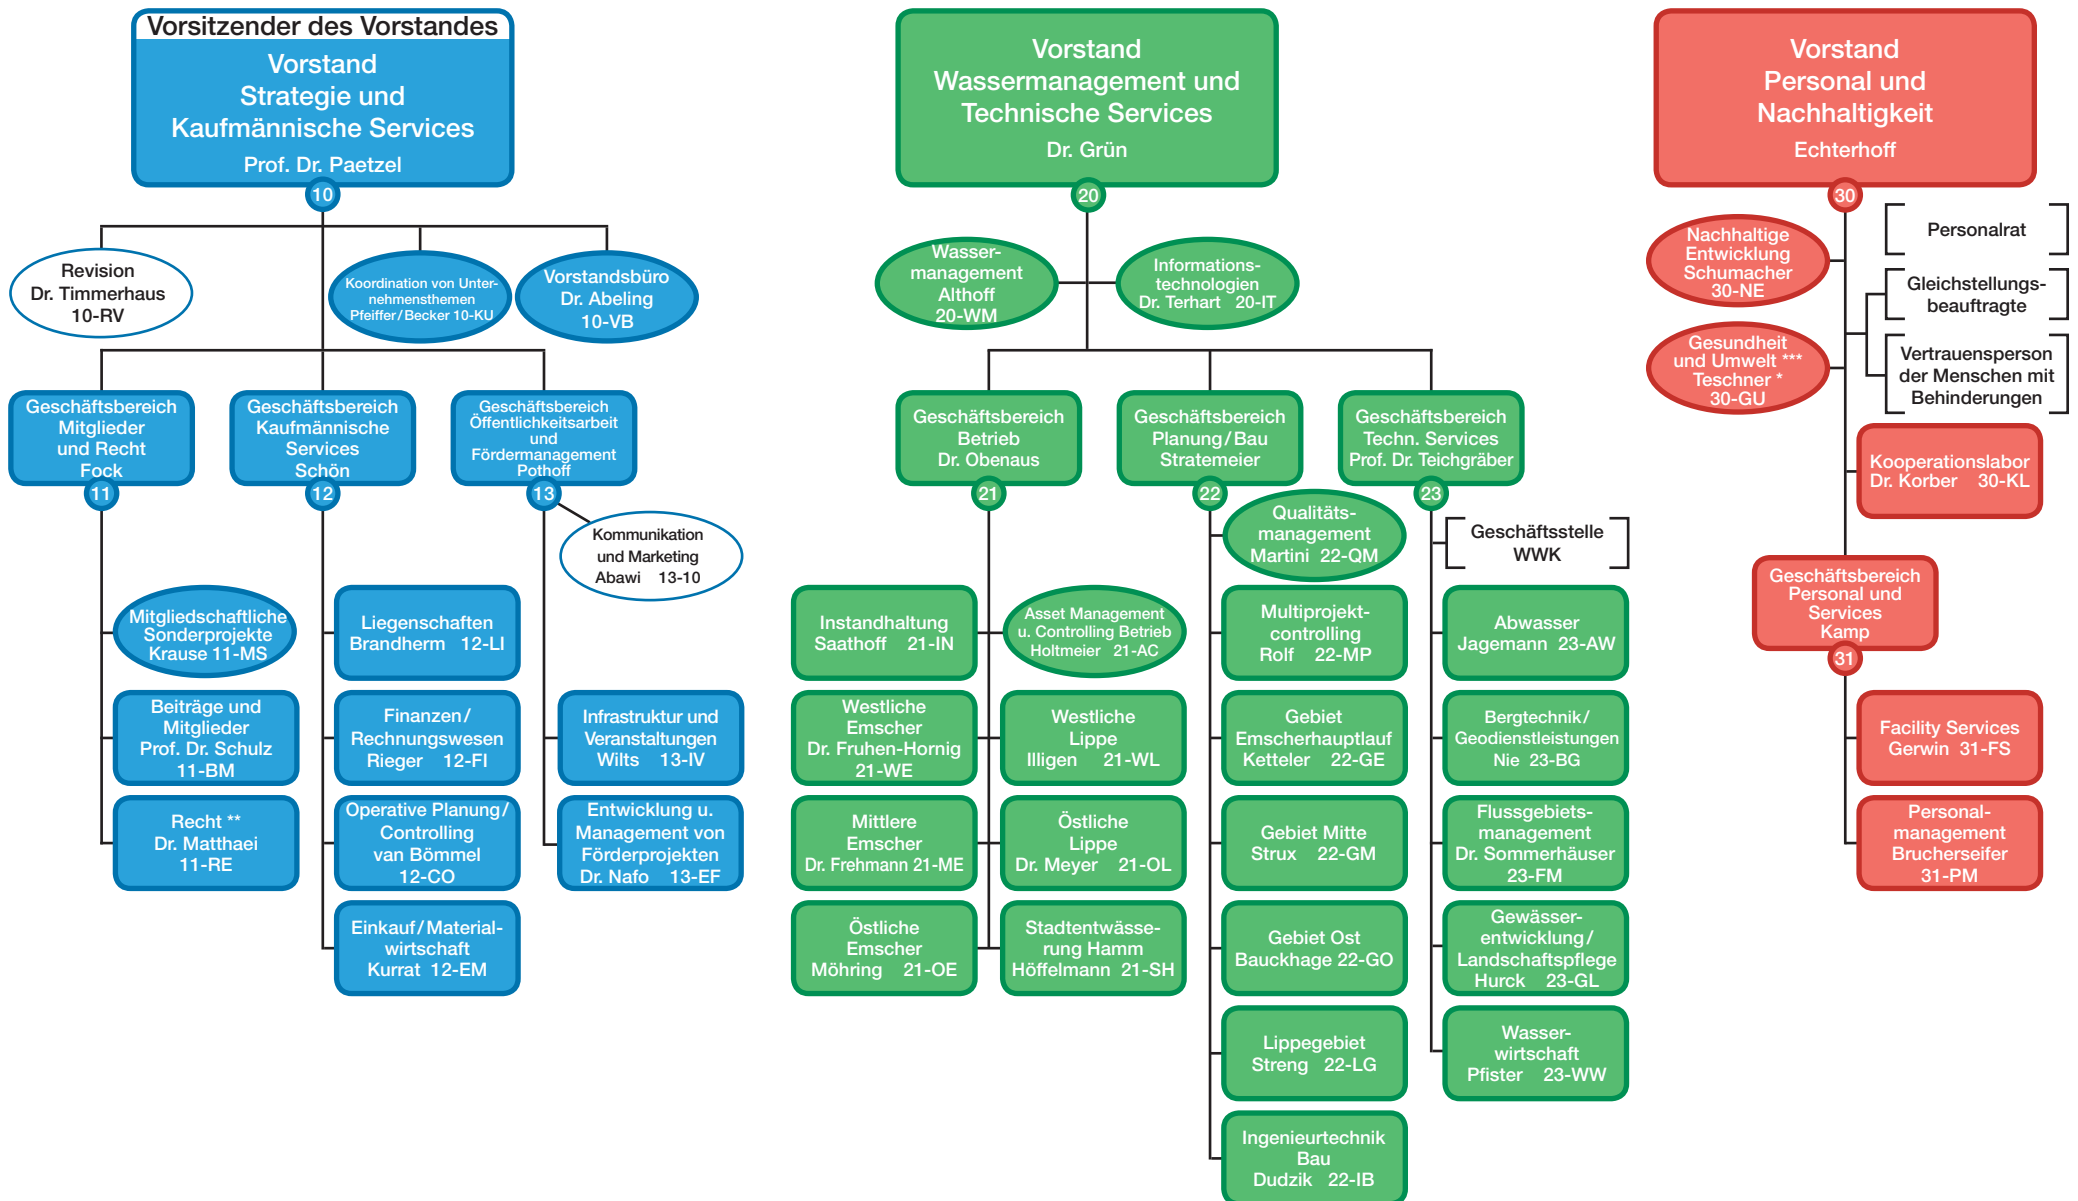 Vorsitzender des Vorstandes
Vorstand
Strategie und
Kaufmännische Services
Prof. Dr. Paetzel
10
Revision
Dr. Timmerhaus
10-RV
Koordination von Unter-
nehmensthemen
Pfeiffer/Becker 10-KU
Vorstandsbüro
Dr. Abeling
10-VB
Geschäftsbereich
Mitglieder
und Recht
Fock
11
Mitgliedschaftliche
Sonderprojekte
Krause 11-MS
Beiträge und
Mitglieder
Prof. Dr. Schulz
11-BM
Recht **
Dr. Matthaei
11-RE
Geschäftsbereich
Kaufmännische
Services
Schön
12
Liegenschaften
Brandherm 12-LI
Finanzen/
Rechnungswesen
Rieger 12-FI
Operative Planung/
Controlling
van Bömmel
12-CO
Einkauf/Material-
wirtschaft
Kurrat 12-EM
Geschäftsbereich
Öffentlichkeitsarbeit
und
Fördermanagement
Pothoff
13
Kommunikation
und Marketing
Abawi 13-10
Infrastruktur und
Veranstaltungen
Wilts 13-IV
Entwicklung u.
Management von
Förderprojekten
Dr. Nafo 13-EF
Vorstand
Wassermanagement und
Technische Services
Dr. Grün
20
Wasser-
management
Althoff
20-WM
Informations-
technologien
Dr. Terhart 20-IT
Geschäftsbereich
Betrieb
Dr. Obenaus
21
Instandhaltung
Saathoff 21-IN
Asset Management
u. Controlling Betrieb
Holtmeier 21-AC
Westliche
Emscher
Dr. Fruhen-Hornig
21-WE
Westliche
Lippe
Illigen 21-WL
Mittlere
Emscher
Dr. Frehmann 21-ME
Östliche
Lippe
Dr. Meyer 21-OL
Östliche
Emscher
Möhring 21-OE
Stadtentwässe-
rung Hamm
Höffelmann 21-SH
Geschäftsbereich
Planung/Bau
Stratemeier
22
Qualitäts-
management
Martini 22-QM
Multiprojekt-
controlling
Rolf 22-MP
Gebiet
Emscherhauptlauf
Ketteler 22-GE
Gebiet Mitte
Strux 22-GM
Gebiet Ost
Bauckhage 22-GO
Lippegebiet
Streng 22-LG
Ingenieurtechnik
Bau
Dudzik 22-IB
Geschäftsbereich
Techn. Services
Prof. Dr. Teichgräber
23
Geschäftsstelle
WWK
Abwasser
Jagemann 23-AW
Bergtechnik/
Geodienstleistungen
Nie 23-BG
Flussgebiets-
management
Dr. Sommerhäuser
23-FM
Gewässer-
entwicklung/
Landschaftspflege
Hurck 23-GL
Wasser-
wirtschaft
Pfister 23-WW
Vorstand
Personal und
Nachhaltigkeit
Echterhoff
30
Nachhaltige
Entwicklung
Schumacher
30-NE
Personalrat
Gleichstellungs-
beauftragte
Gesundheit
und Umwelt ***
Teschner *
30-GU
Vertrauensperson
der Menschen mit
Behinderungen
Kooperationslabor
Dr. Korber 30-KL
Geschäftsbereich
Personal und
Services
Kamp
31
Facility Services
Gerwin 31-FS
Personal-
management
Brucherseifer
31-PM